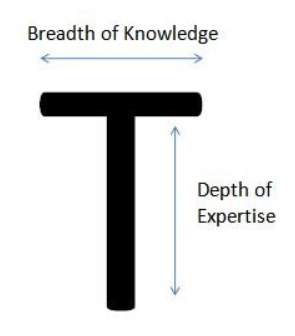 Breadth of Knowledge
Depth of
Expertise